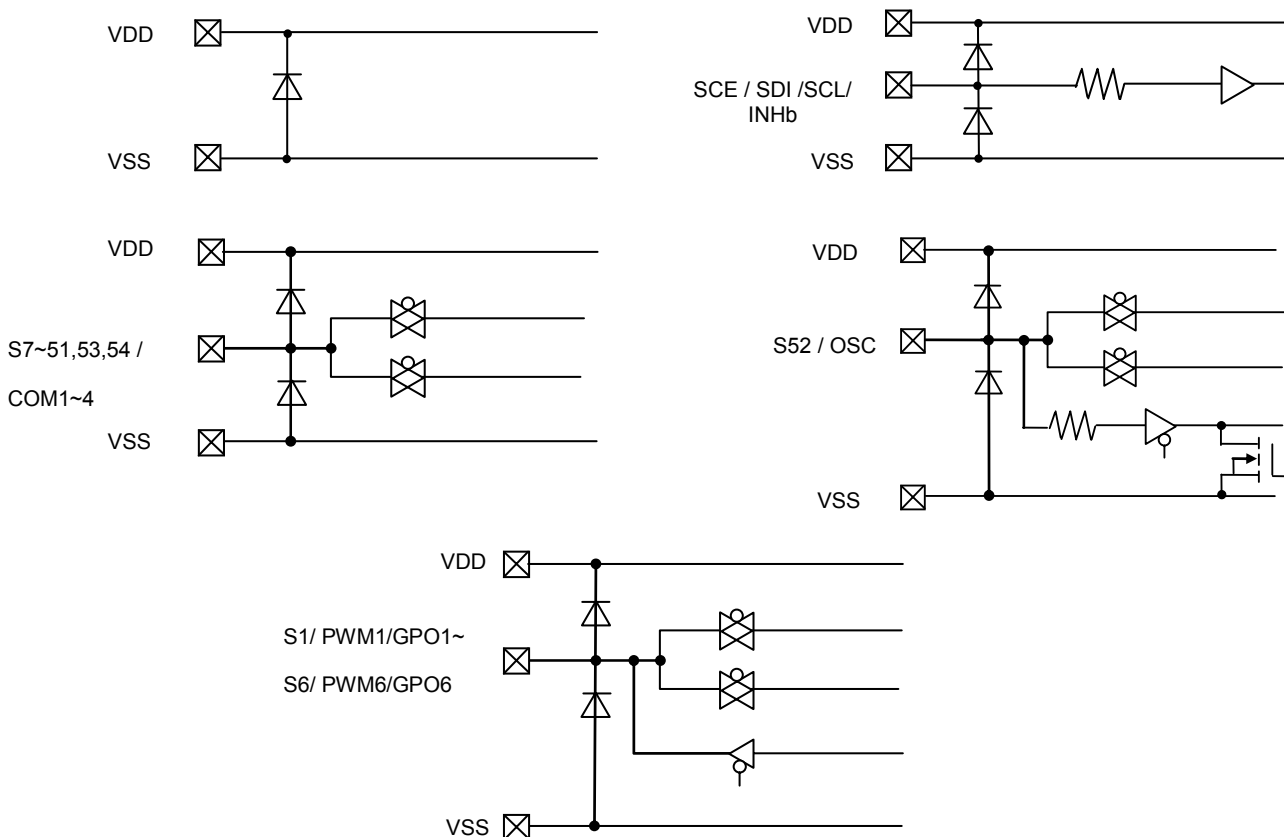 VDD
VSS
VDD
SCE / SDI /SCL/
INHb
VSS
VDD
S7~51,53,54 /
COM1~4
VSS
VDD
S52 / OSC
VSS
VDD
S1/ PWM1/GPO1~
S6/ PWM6/GPO6
VSS